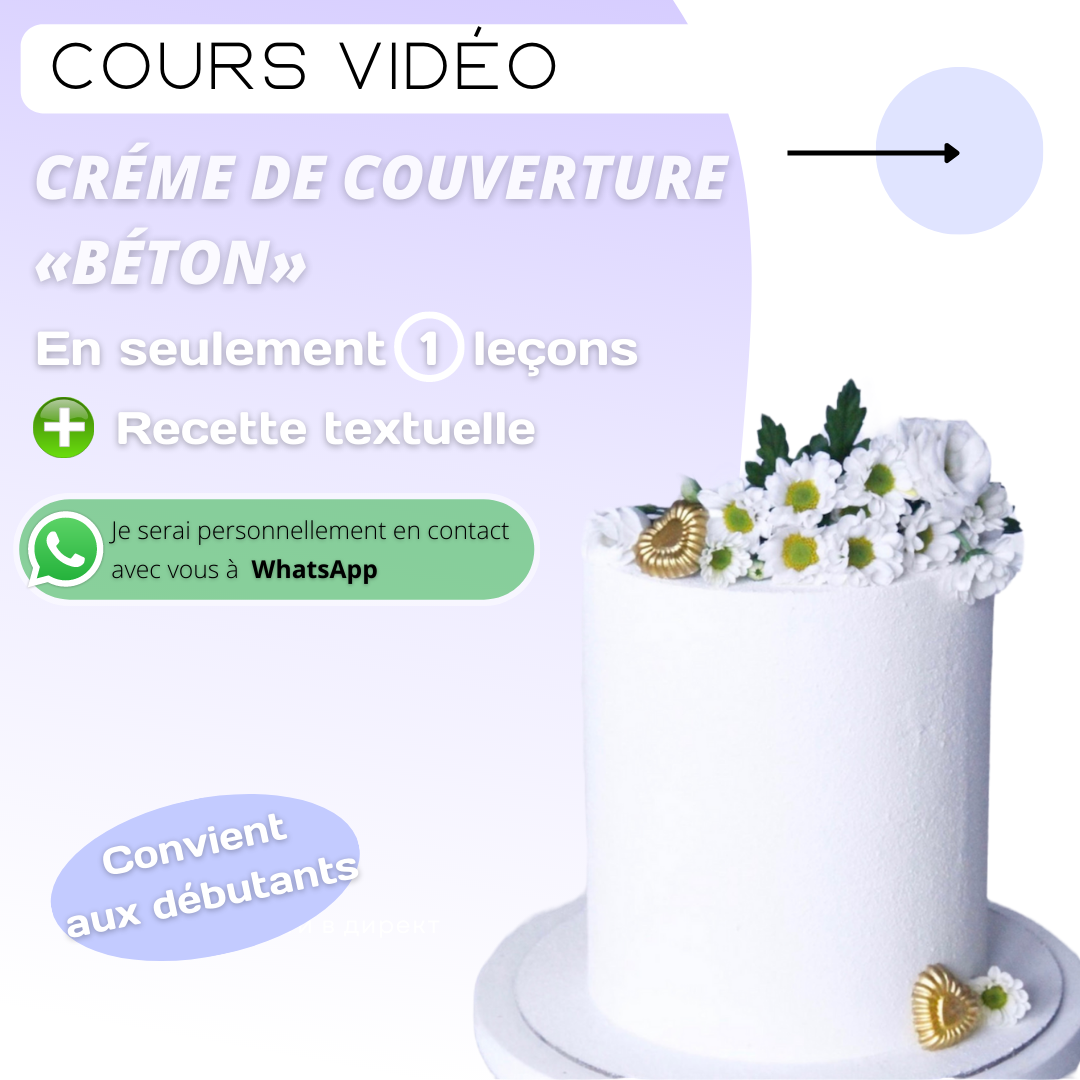 COURS VIDÉO
CRÉME DE COUVERTURE
«BÉTON»
En seulement 1 leçons
Recette textuelle
Je serai personnellement en contact
avec vous à WhatsApp
Convient
aux débutants
в директ